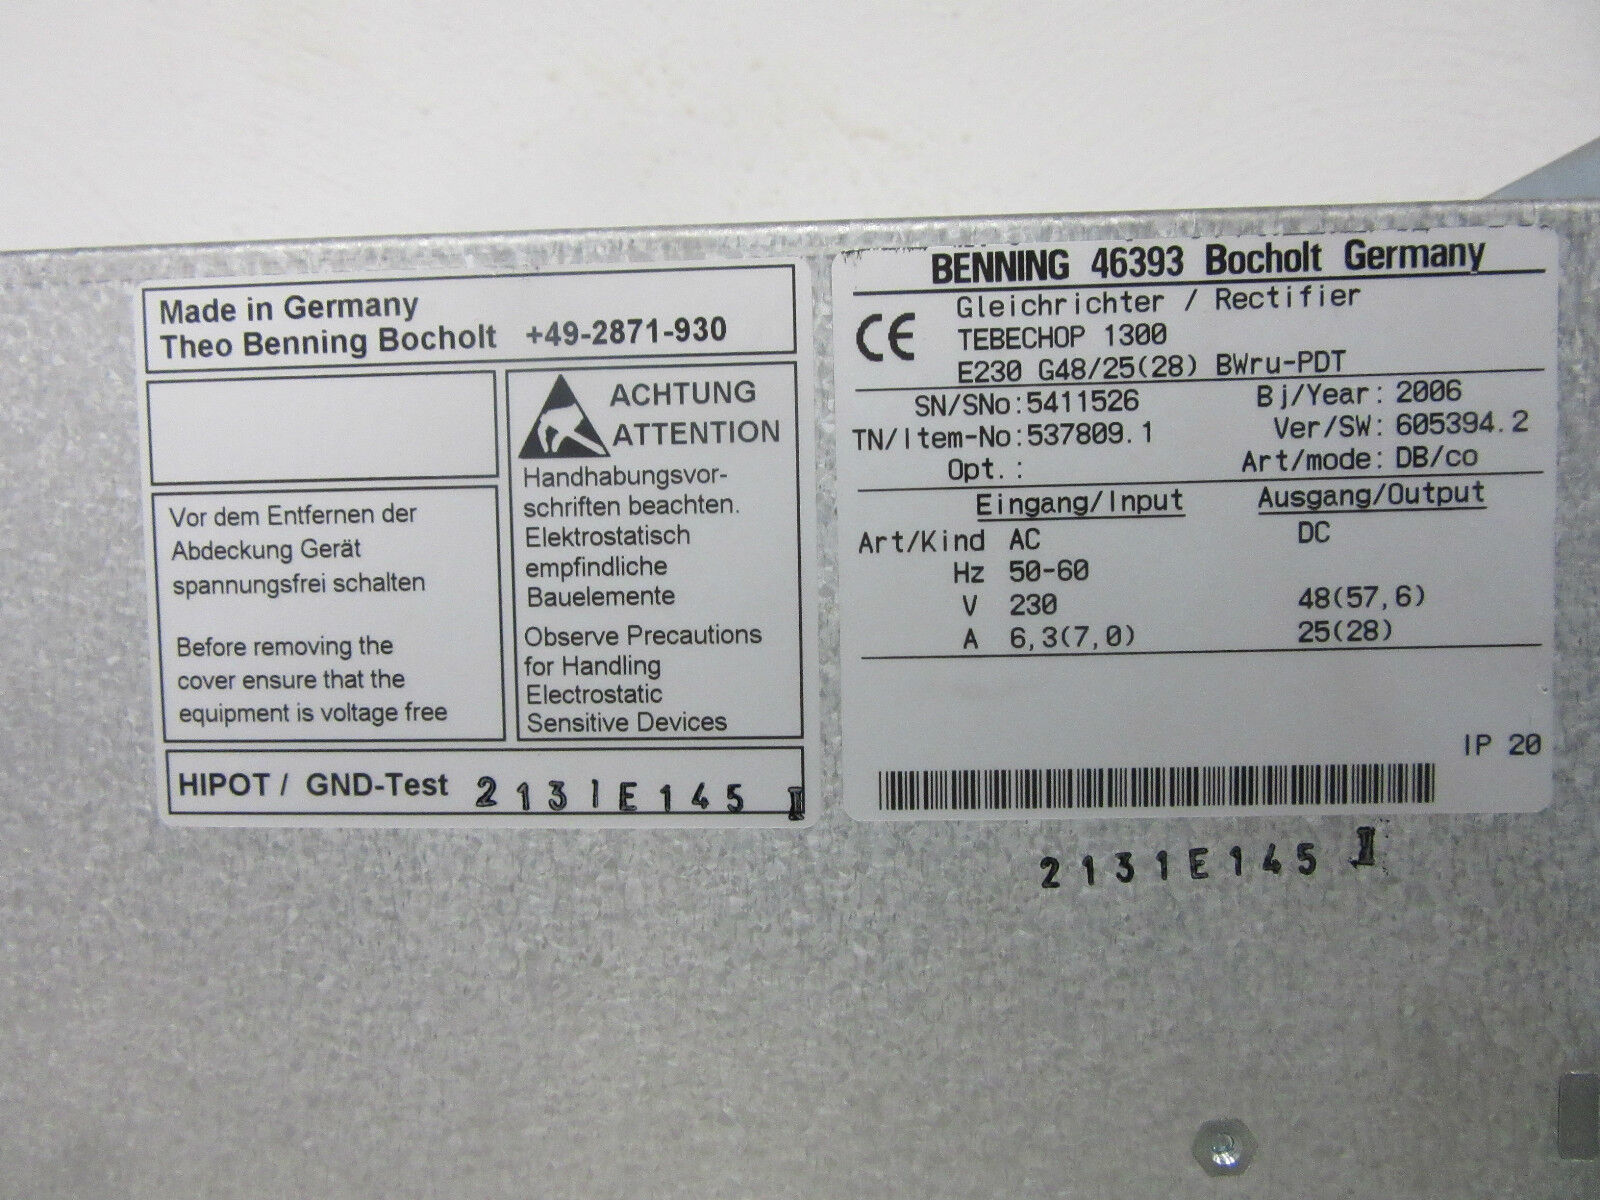 Made in Germany
Theo Benning Bocholt +49-2871-930
ACHTUNG
ATTENTION
Handhabungsvor-
schriften beachten.
Elektrostatisch
empfindliche
Bauelemente
Observe Precautions
for Handling
Electrostatic
Sensitive Devices
Vor dem Entfernen der
Abdeckung Gerät
spannungsfrei schalten
Before removing the
cover ensure that the
equipment is voltage free
HIPOT / GND-Test 2131E145 I
BENNING 46393 Bocholt Germany
CE
Gleichrichter / Rectifier
TEBECHOP 1300
E230 G48/25(28) BWru-PDT
SN/SNo:5411526 Bj/Year: 2006
TN/Item-No:537809.1 Ver/SW: 605394.2
Opt.: Art/mode: DB/co
Eingang/Input Ausgang/Output
Art/Kind AC DC
Hz 50-60
V 230 48(57,6)
A 6,3(7,0) 25(28)
IP 20
2131E145 I